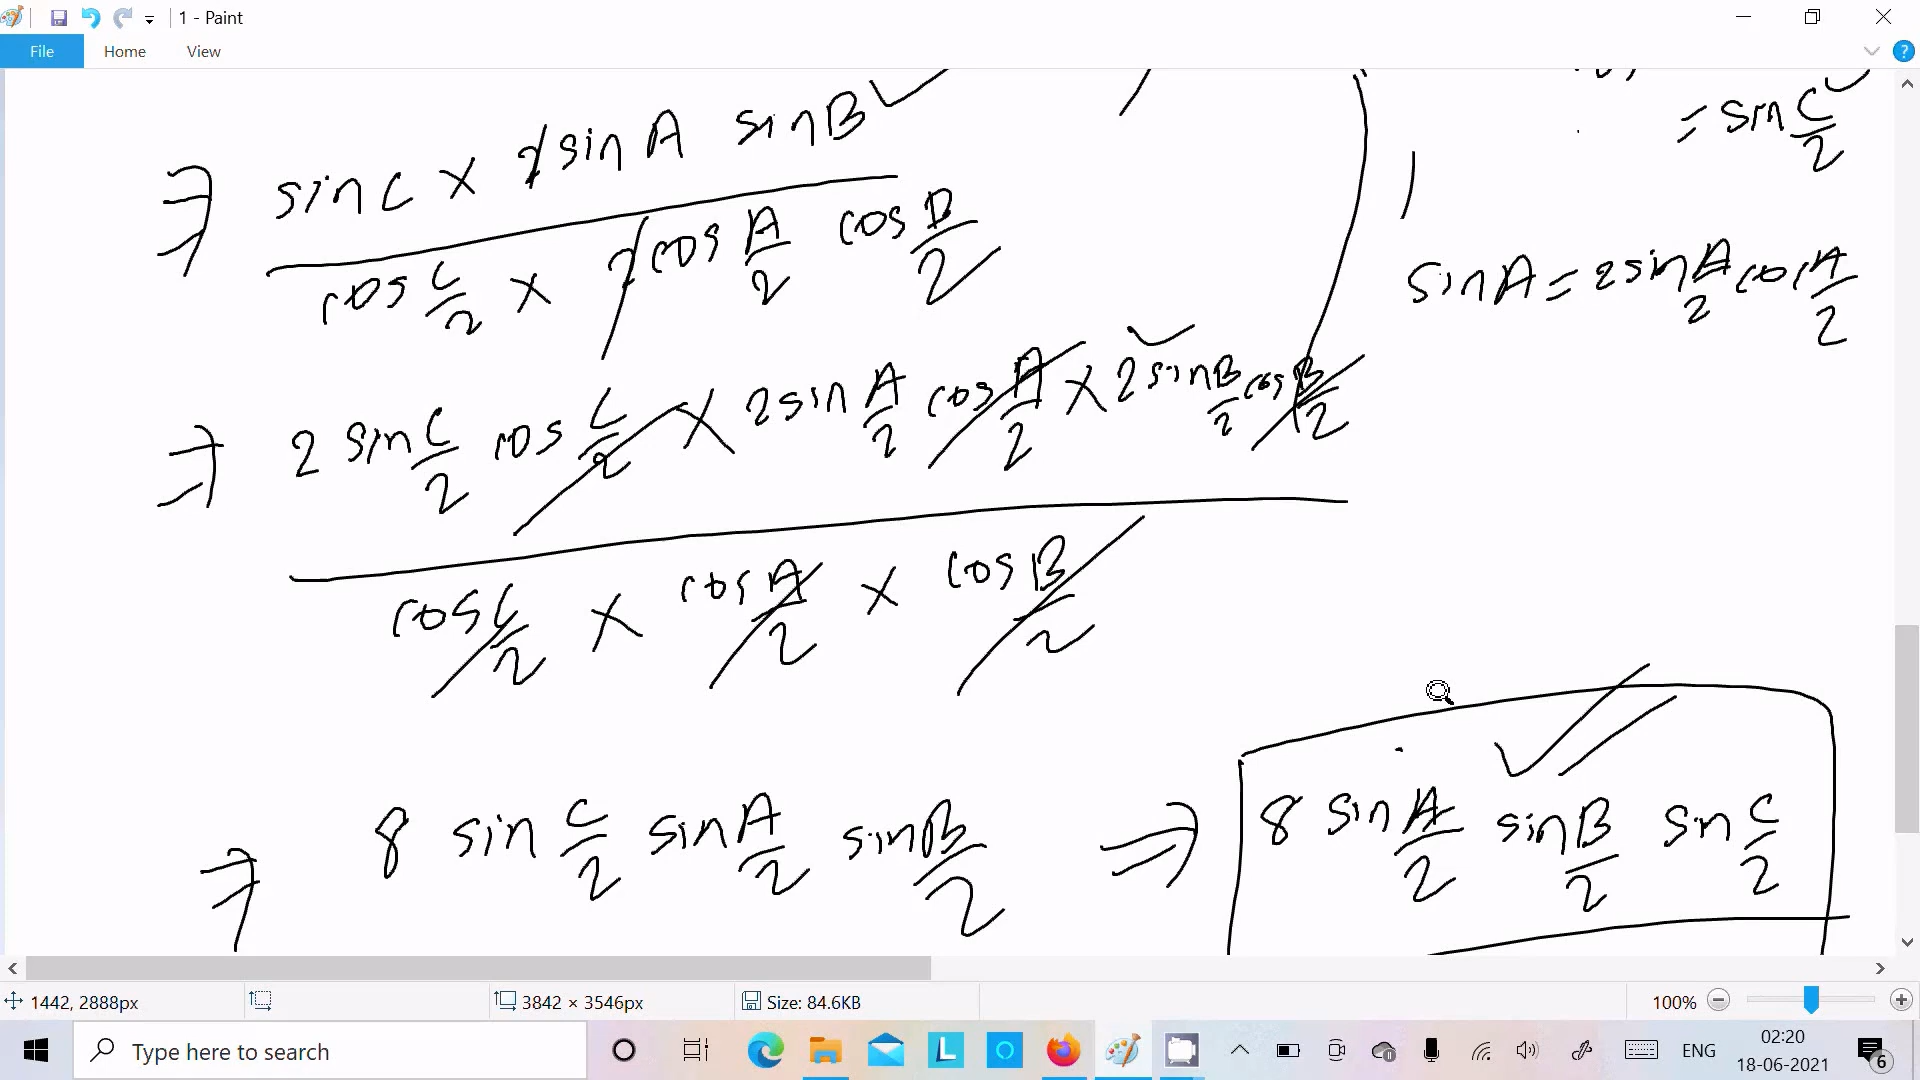 1 - Paint
File Home View
= sin C/2
⇒ sin C × 2 sin A sin B
cos C/2 × 2 cos A/2 cos B/2
sin A = 2 sin A/2 cos A/2
⇒ 2 sin C/2 cos C/2 × 2 sin A/2 cos A/2 × 2 sin B/2 cos B/2
cos C/2 × cos A/2 × cos B/2
⇒ 8 sin C/2 sin A/2 sin B/2 ⇒ 8 sin A/2 sin B/2 sin C/2
1442, 2888px 3842 × 3546px Size: 84.6KB 100%
Type here to search
ENG
02:20
18-06-2021
6